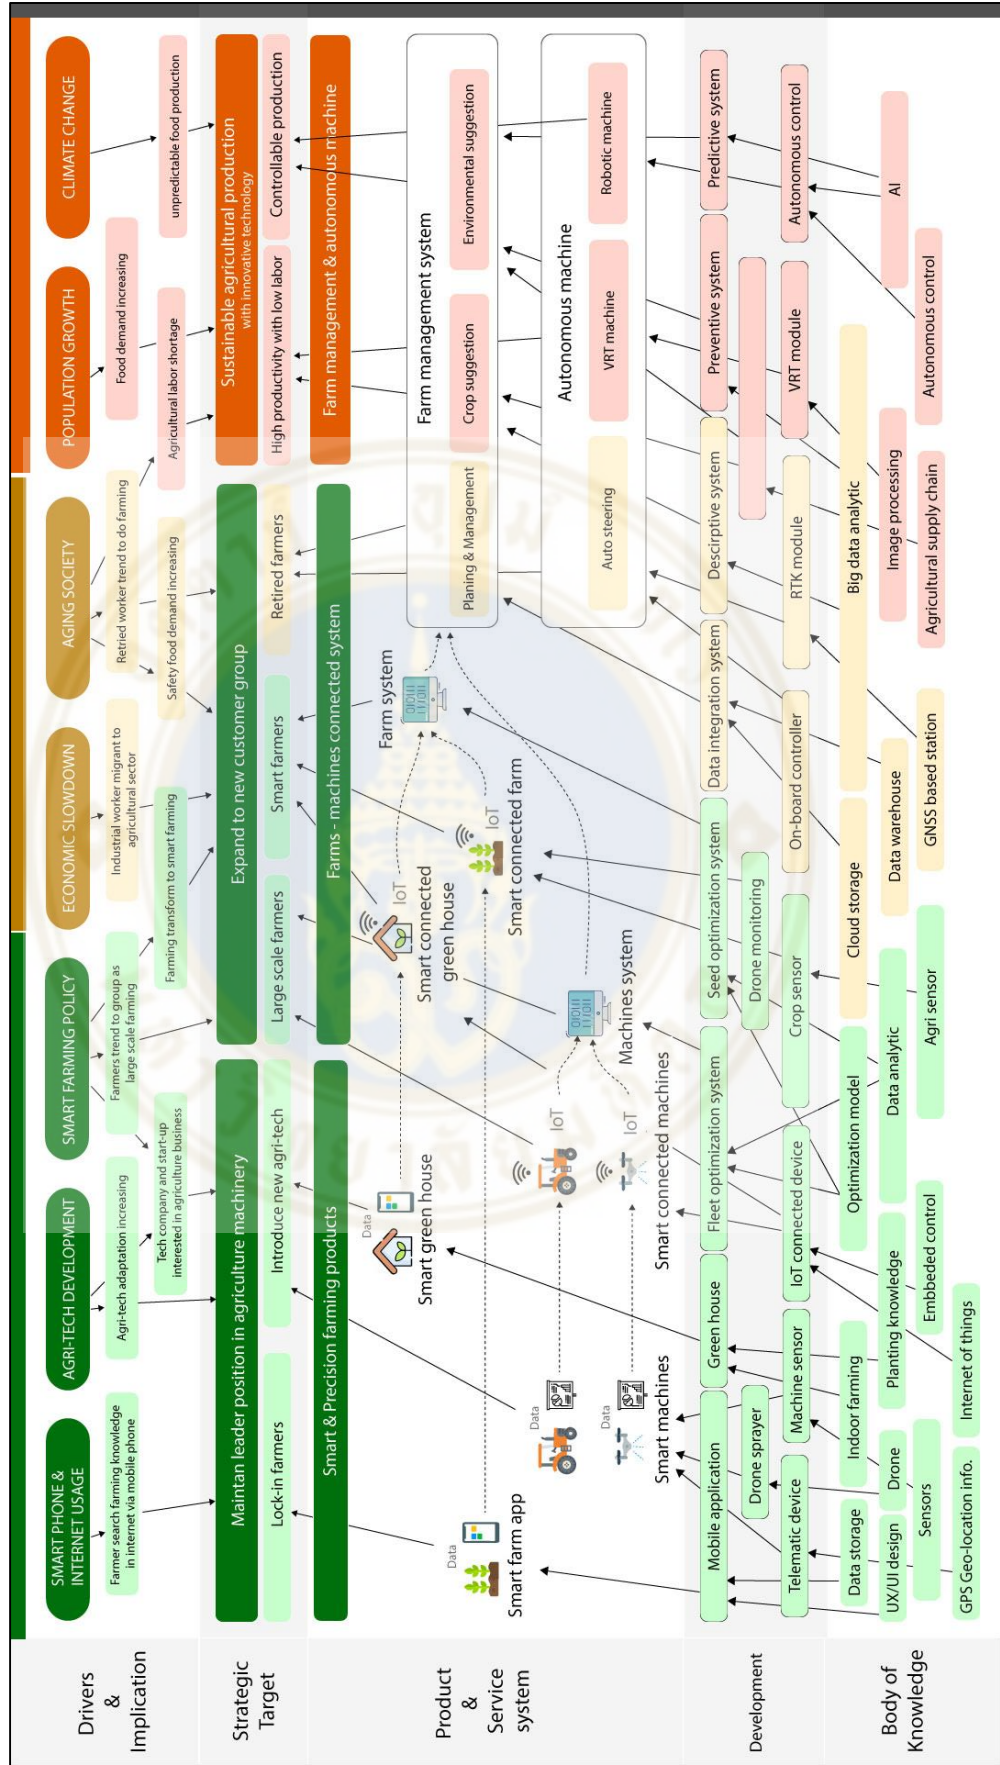 Drivers
&
Implication
SMART PHONE &
INTERNET USAGE
AGRI-TECH DEVELOPMENT
SMART FARMING POLICY
ECONOMIC SLOWDOWN
AGING SOCIETY
POPULATION GROWTH
CLIMATE CHANGE
Farmer search farming knowledge
in internet via mobile phone
Agri-tech adaptation increasing
Farmers trend to group as
large scale farming
Industrial worker migrant to
agricultural sector
Retried worker trend to do farming
Food demand increasing
Tech company and start-up
interested in agriculture business
Farming transform to smart farming
Safety food demand increasing
Agricultural labor shortage
unpredictable food production
Strategic
Target
Maintan leader position in agriculture machinery
Expand to new customer group
Sustainable agricultural production
with innovative technology
Lock-in farmers
Introduce new agri-tech
Large scale farmers
Smart farmers
Retired farmers
High productivity with low labor
Controllable production
Product
&
Service
system
Smart & Precision farming products
Farms - machines connected system
Farm management & autonomous machine
Data
Smart farm app
Data
Smart green house
IoT
Smart connected
green house
IoT
Smart connected farm
Farm system
Farm management system
Planing & Management
Crop suggestion
Environmental suggestion
Data
Data
Smart machines
IoT
IoT
Smart connected machines
Machines system
Autonomous machine
Auto steering
VRT machine
Robotic machine
Development
Mobile application
Green house
Fleet optimization system
Seed optimization system
Data integration system
Descirptive system
Preventive system
Predictive system
Drone sprayer
Drone monitoring
Telematic device
Machine sensor
IoT connected device
Crop sensor
On-board controller
RTK module
VRT module
Autonomous control
Body of
Knowledge
Data storage
Indoor farming
Optimization model
Cloud storage
Big data analytic
UX/UI design
Drone
Planting knowledge
Data analytic
Data warehouse
Image processing
AI
Sensors
Embbeded control
Agri sensor
GNSS based station
Agricultural supply chain
Autonomous control
GPS Geo-location info.
Internet of things